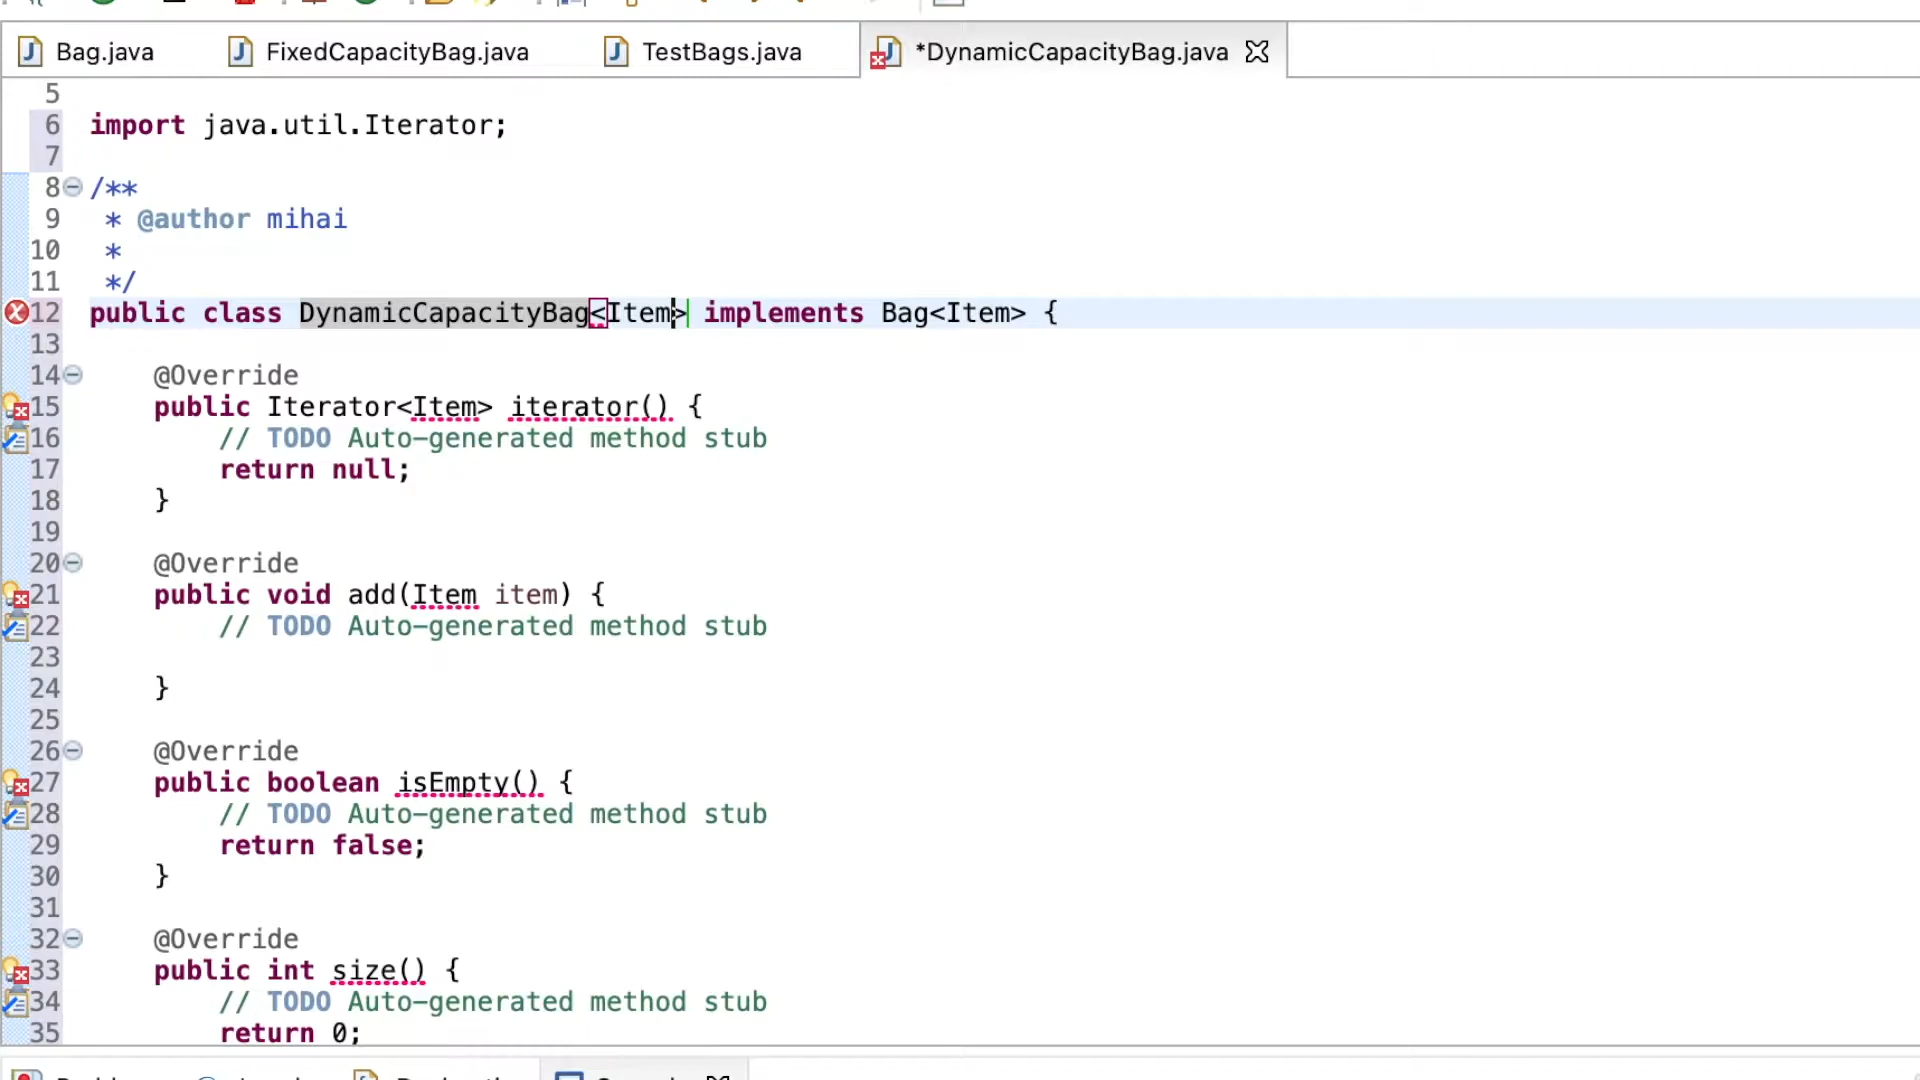 Bag.java FixedCapacityBag.java TestBags.java *DynamicCapacityBag.java
5
6 import java.util.Iterator;
7
8 /**
9 * @author mihai
10 *
11 */
12 public class DynamicCapacityBag<Item> implements Bag<Item> {
13
14 @Override
15 public Iterator<Item> iterator() {
16 // TODO Auto-generated method stub
17 return null;
18 }
19
20 @Override
21 public void add(Item item) {
22 // TODO Auto-generated method stub
23
24 }
25
26 @Override
27 public boolean isEmpty() {
28 // TODO Auto-generated method stub
29 return false;
30 }
31
32 @Override
33 public int size() {
34 // TODO Auto-generated method stub
35 return 0;